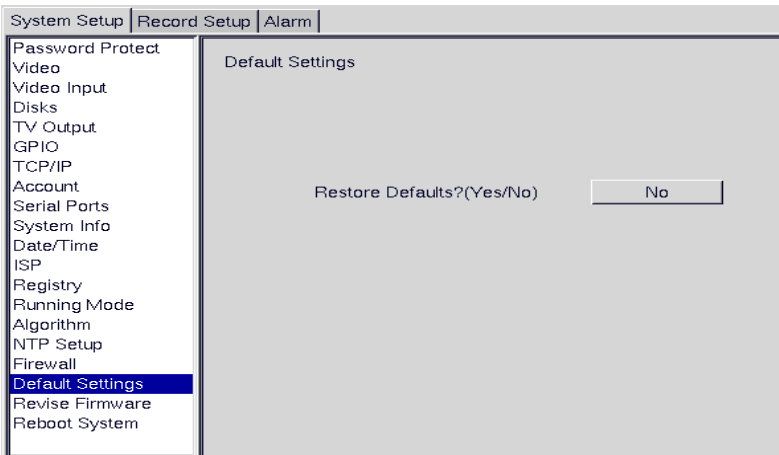 System Setup Record Setup Alarm
Password Protect
Video
Video Input
Disks
TV Output
GPIO
TCP/IP
Account
Serial Ports
System Info
Date/Time
ISP
Registry
Running Mode
Algorithm
NTP Setup
Firewall
Default Settings
Revise Firmware
Reboot System
Default Settings
Restore Defaults?(Yes/No) No